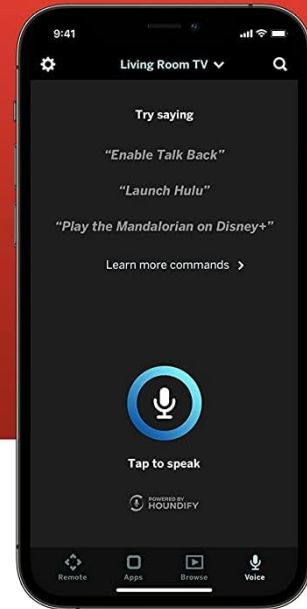 9:41
Living Room TV
Try saying
“Enable Talk Back”
“Launch Hulu”
“Play the Mandalorian on Disney+”
Learn more commands
Tap to speak
POWERED BY
HOUNDIFY
Remote Apps Browse Voice